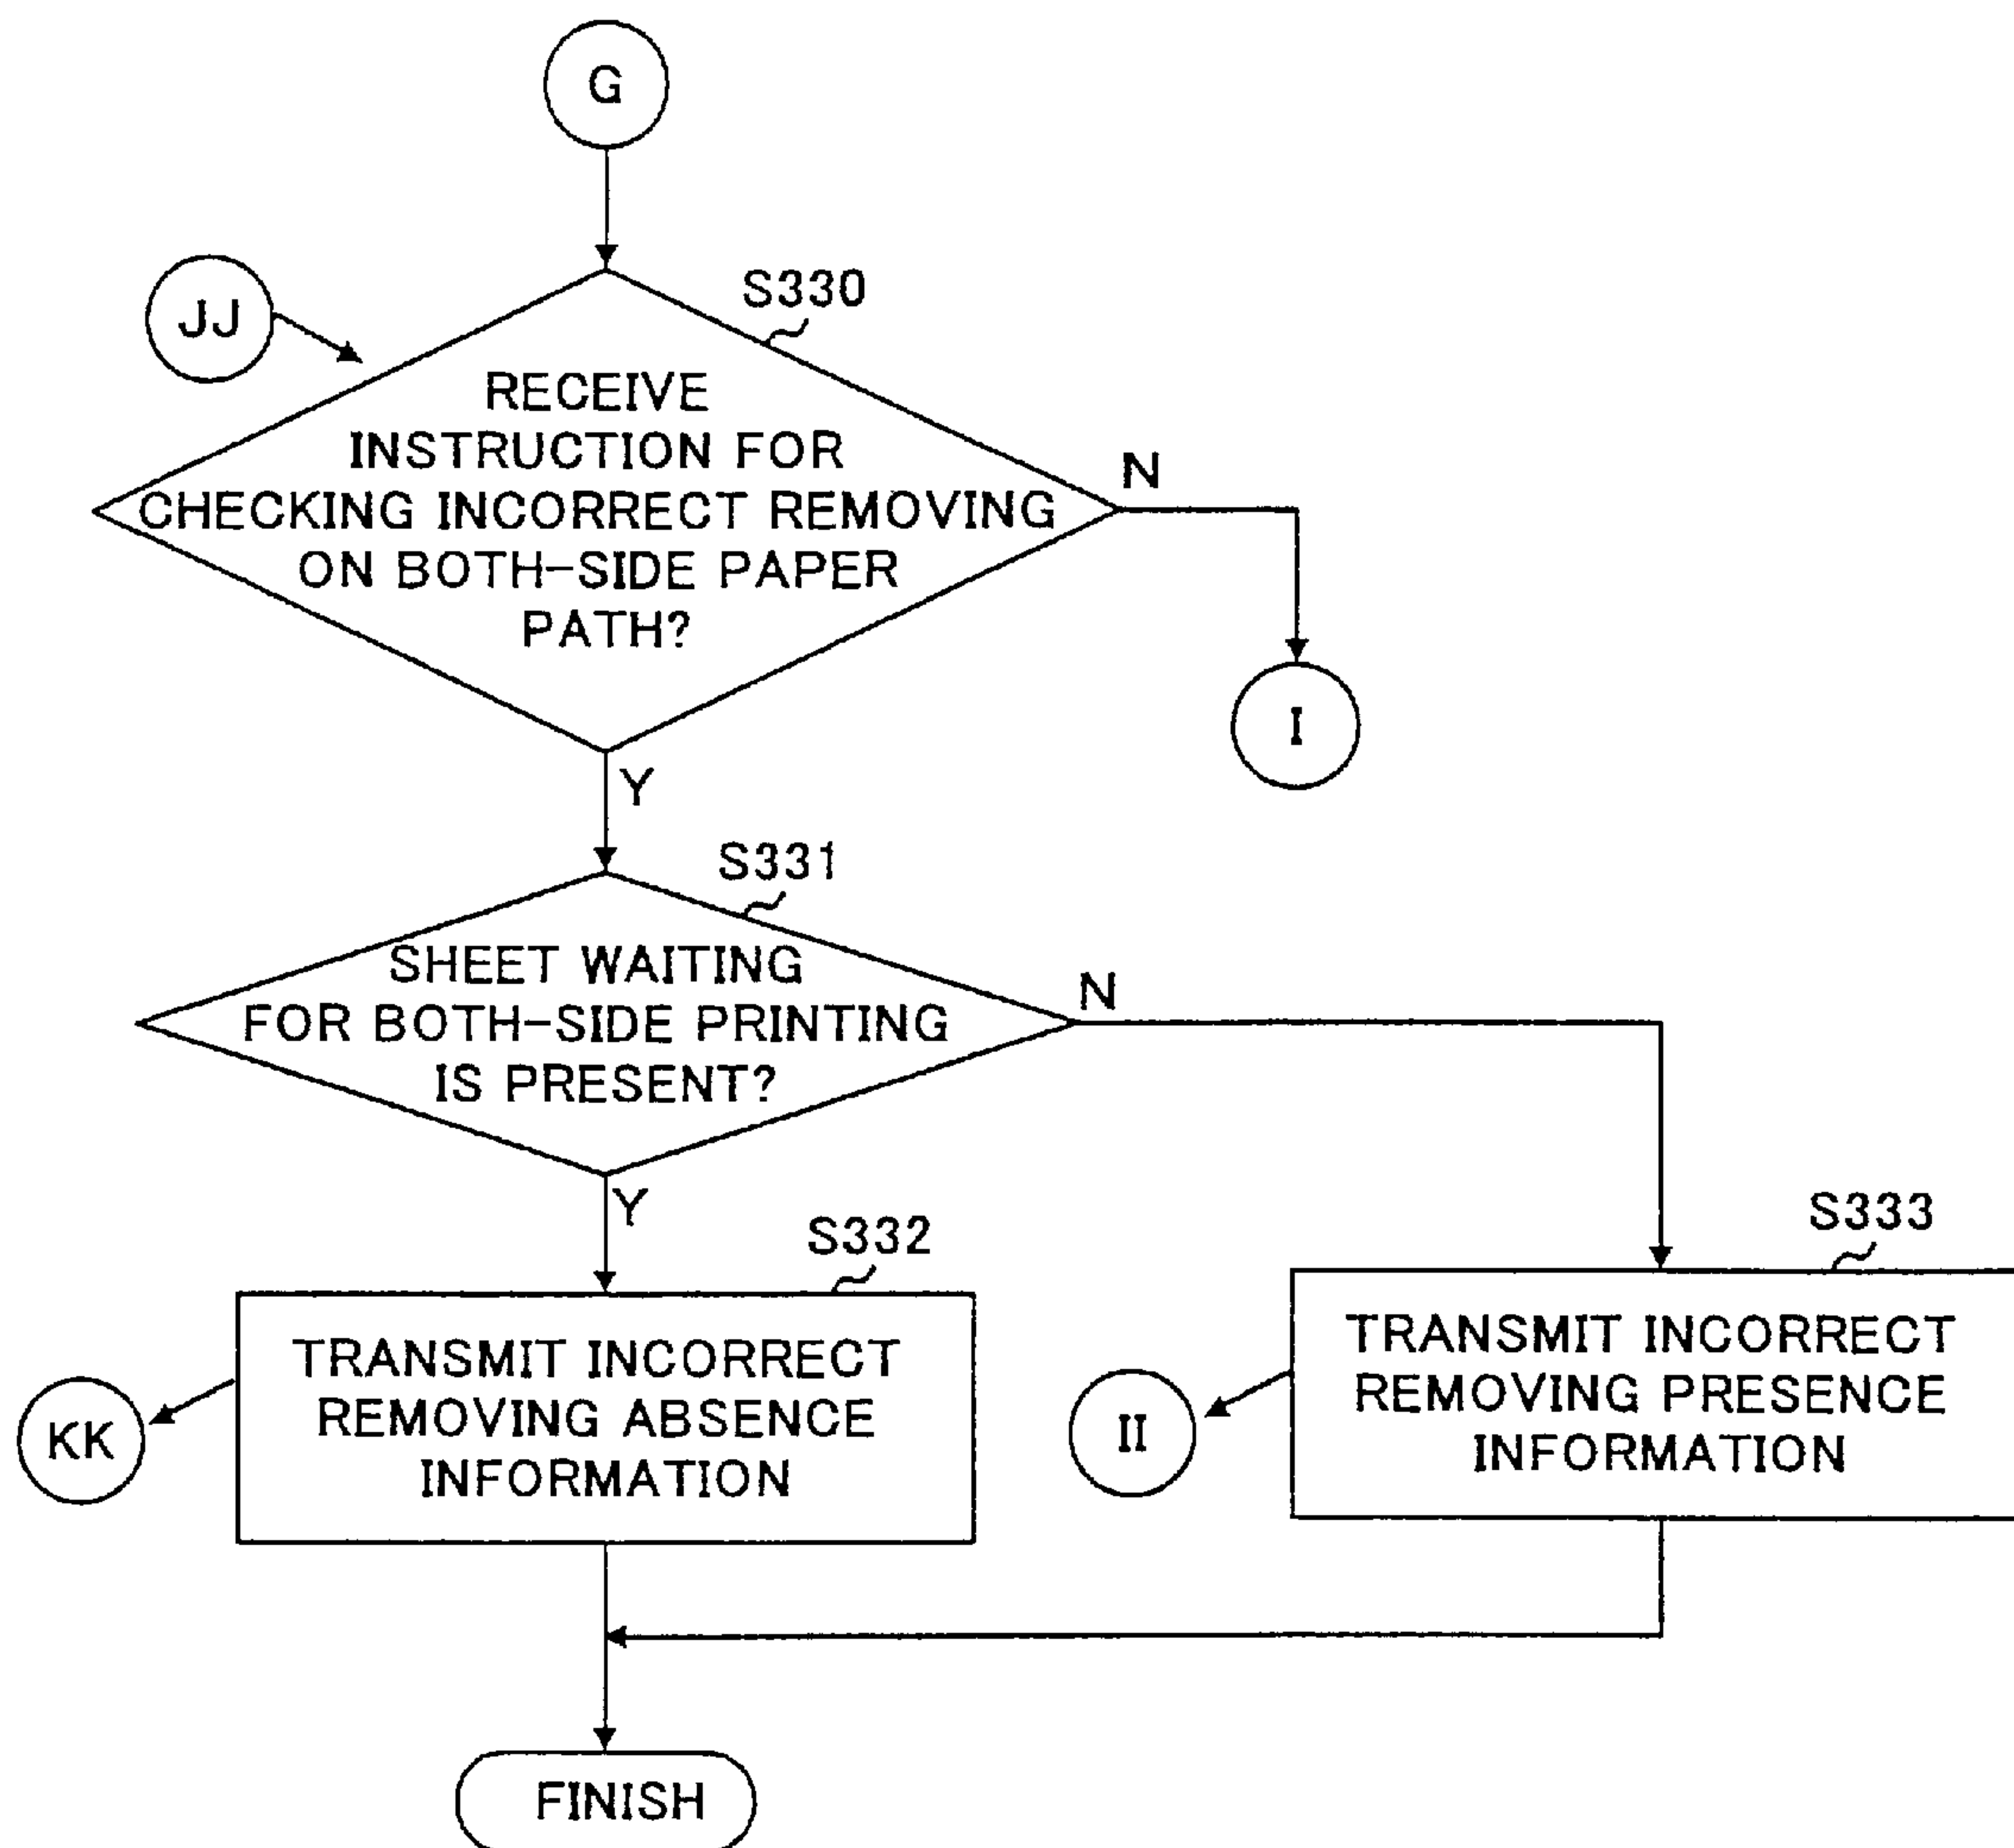 G
JJ
S330
RECEIVE
INSTRUCTION FOR
CHECKING INCORRECT REMOVING
ON BOTH-SIDE PAPER
PATH?
N
I
Y
S331
SHEET WAITING
FOR BOTH-SIDE PRINTING
IS PRESENT?
N
Y
S332
TRANSMIT INCORRECT
REMOVING ABSENCE
INFORMATION
KK
S333
TRANSMIT INCORRECT
REMOVING PRESENCE
INFORMATION
II
FINISH